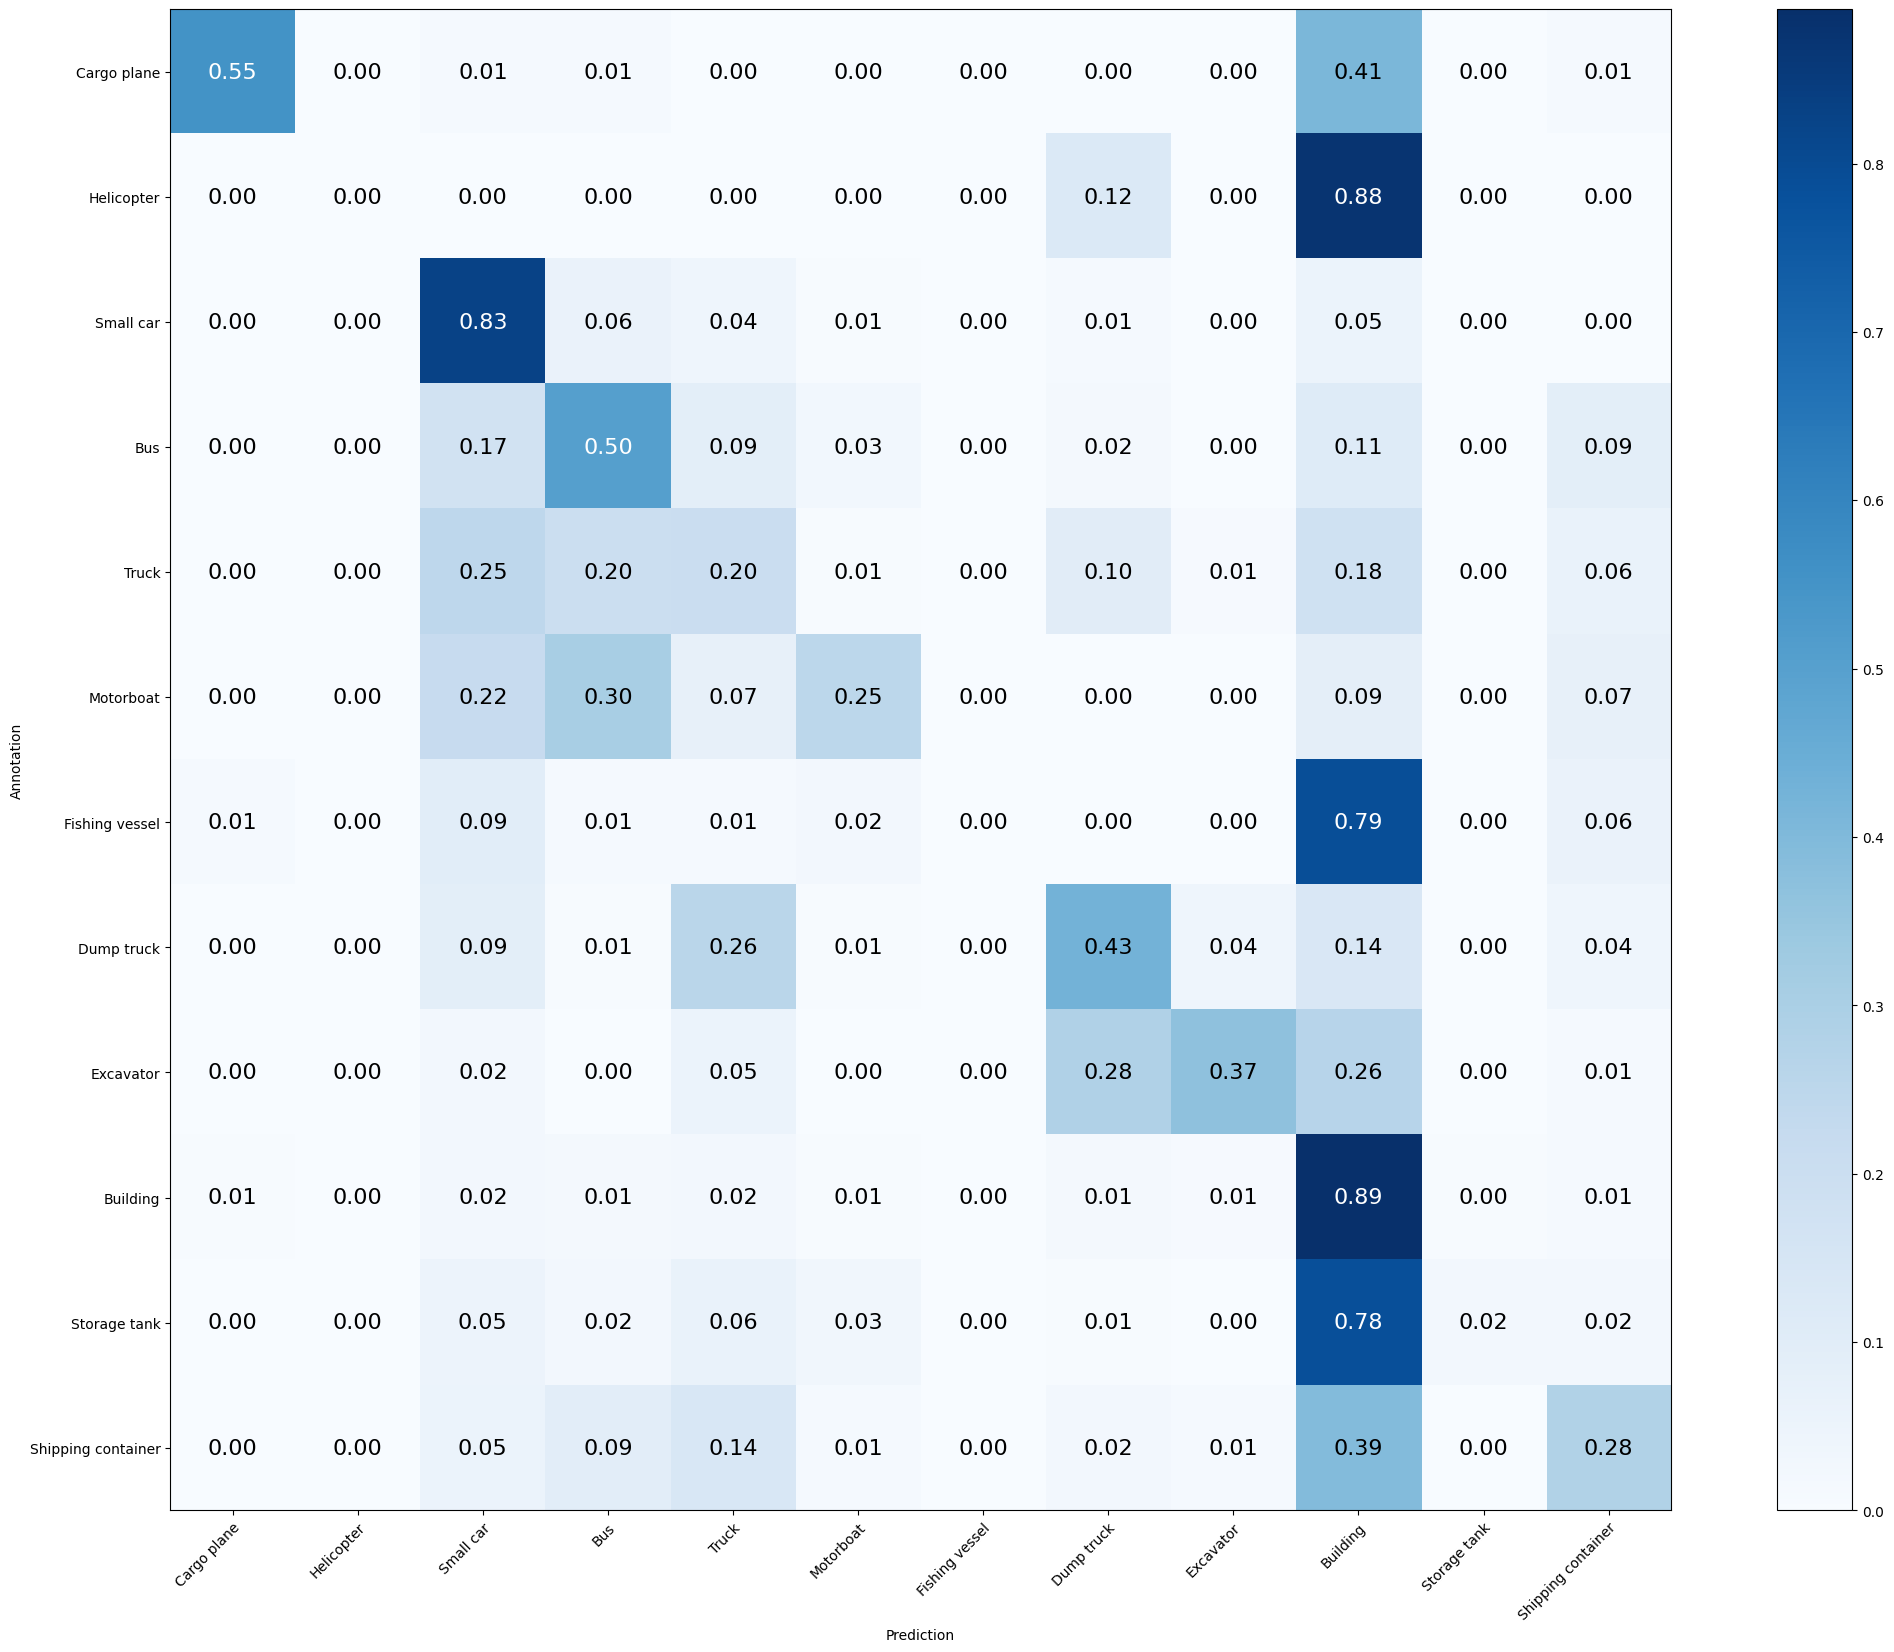 Cargo plane 0.55 0.00 0.01 0.01 0.00 0.00 0.00 0.00 0.00 0.41 0.00 0.01
Helicopter 0.00 0.00 0.00 0.00 0.00 0.00 0.00 0.12 0.00 0.88 0.00 0.00
Small car 0.00 0.00 0.83 0.06 0.04 0.01 0.00 0.01 0.00 0.05 0.00 0.00
Bus 0.00 0.00 0.17 0.50 0.09 0.03 0.00 0.02 0.00 0.11 0.00 0.09
Truck 0.00 0.00 0.25 0.20 0.20 0.01 0.00 0.10 0.01 0.18 0.00 0.06
Motorboat 0.00 0.00 0.22 0.30 0.07 0.25 0.00 0.00 0.00 0.09 0.00 0.07
Fishing vessel 0.01 0.00 0.09 0.01 0.01 0.02 0.00 0.00 0.00 0.79 0.00 0.06
Dump truck 0.00 0.00 0.09 0.01 0.26 0.01 0.00 0.43 0.04 0.14 0.00 0.04
Excavator 0.00 0.00 0.02 0.00 0.05 0.00 0.00 0.28 0.37 0.26 0.00 0.01
Building 0.01 0.00 0.02 0.01 0.02 0.01 0.00 0.01 0.01 0.89 0.00 0.01
Storage tank 0.00 0.00 0.05 0.02 0.06 0.03 0.00 0.01 0.00 0.78 0.02 0.02
Shipping container 0.00 0.00 0.05 0.09 0.14 0.01 0.00 0.02 0.01 0.39 0.00 0.28
Annotation
Cargo plane
Helicopter
Small car
Bus
Truck
Motorboat
Fishing vessel
Dump truck
Excavator
Building
Storage tank
Shipping container
Prediction
0.8
0.7
0.6
0.5
0.4
0.3
0.2
0.1
0.0